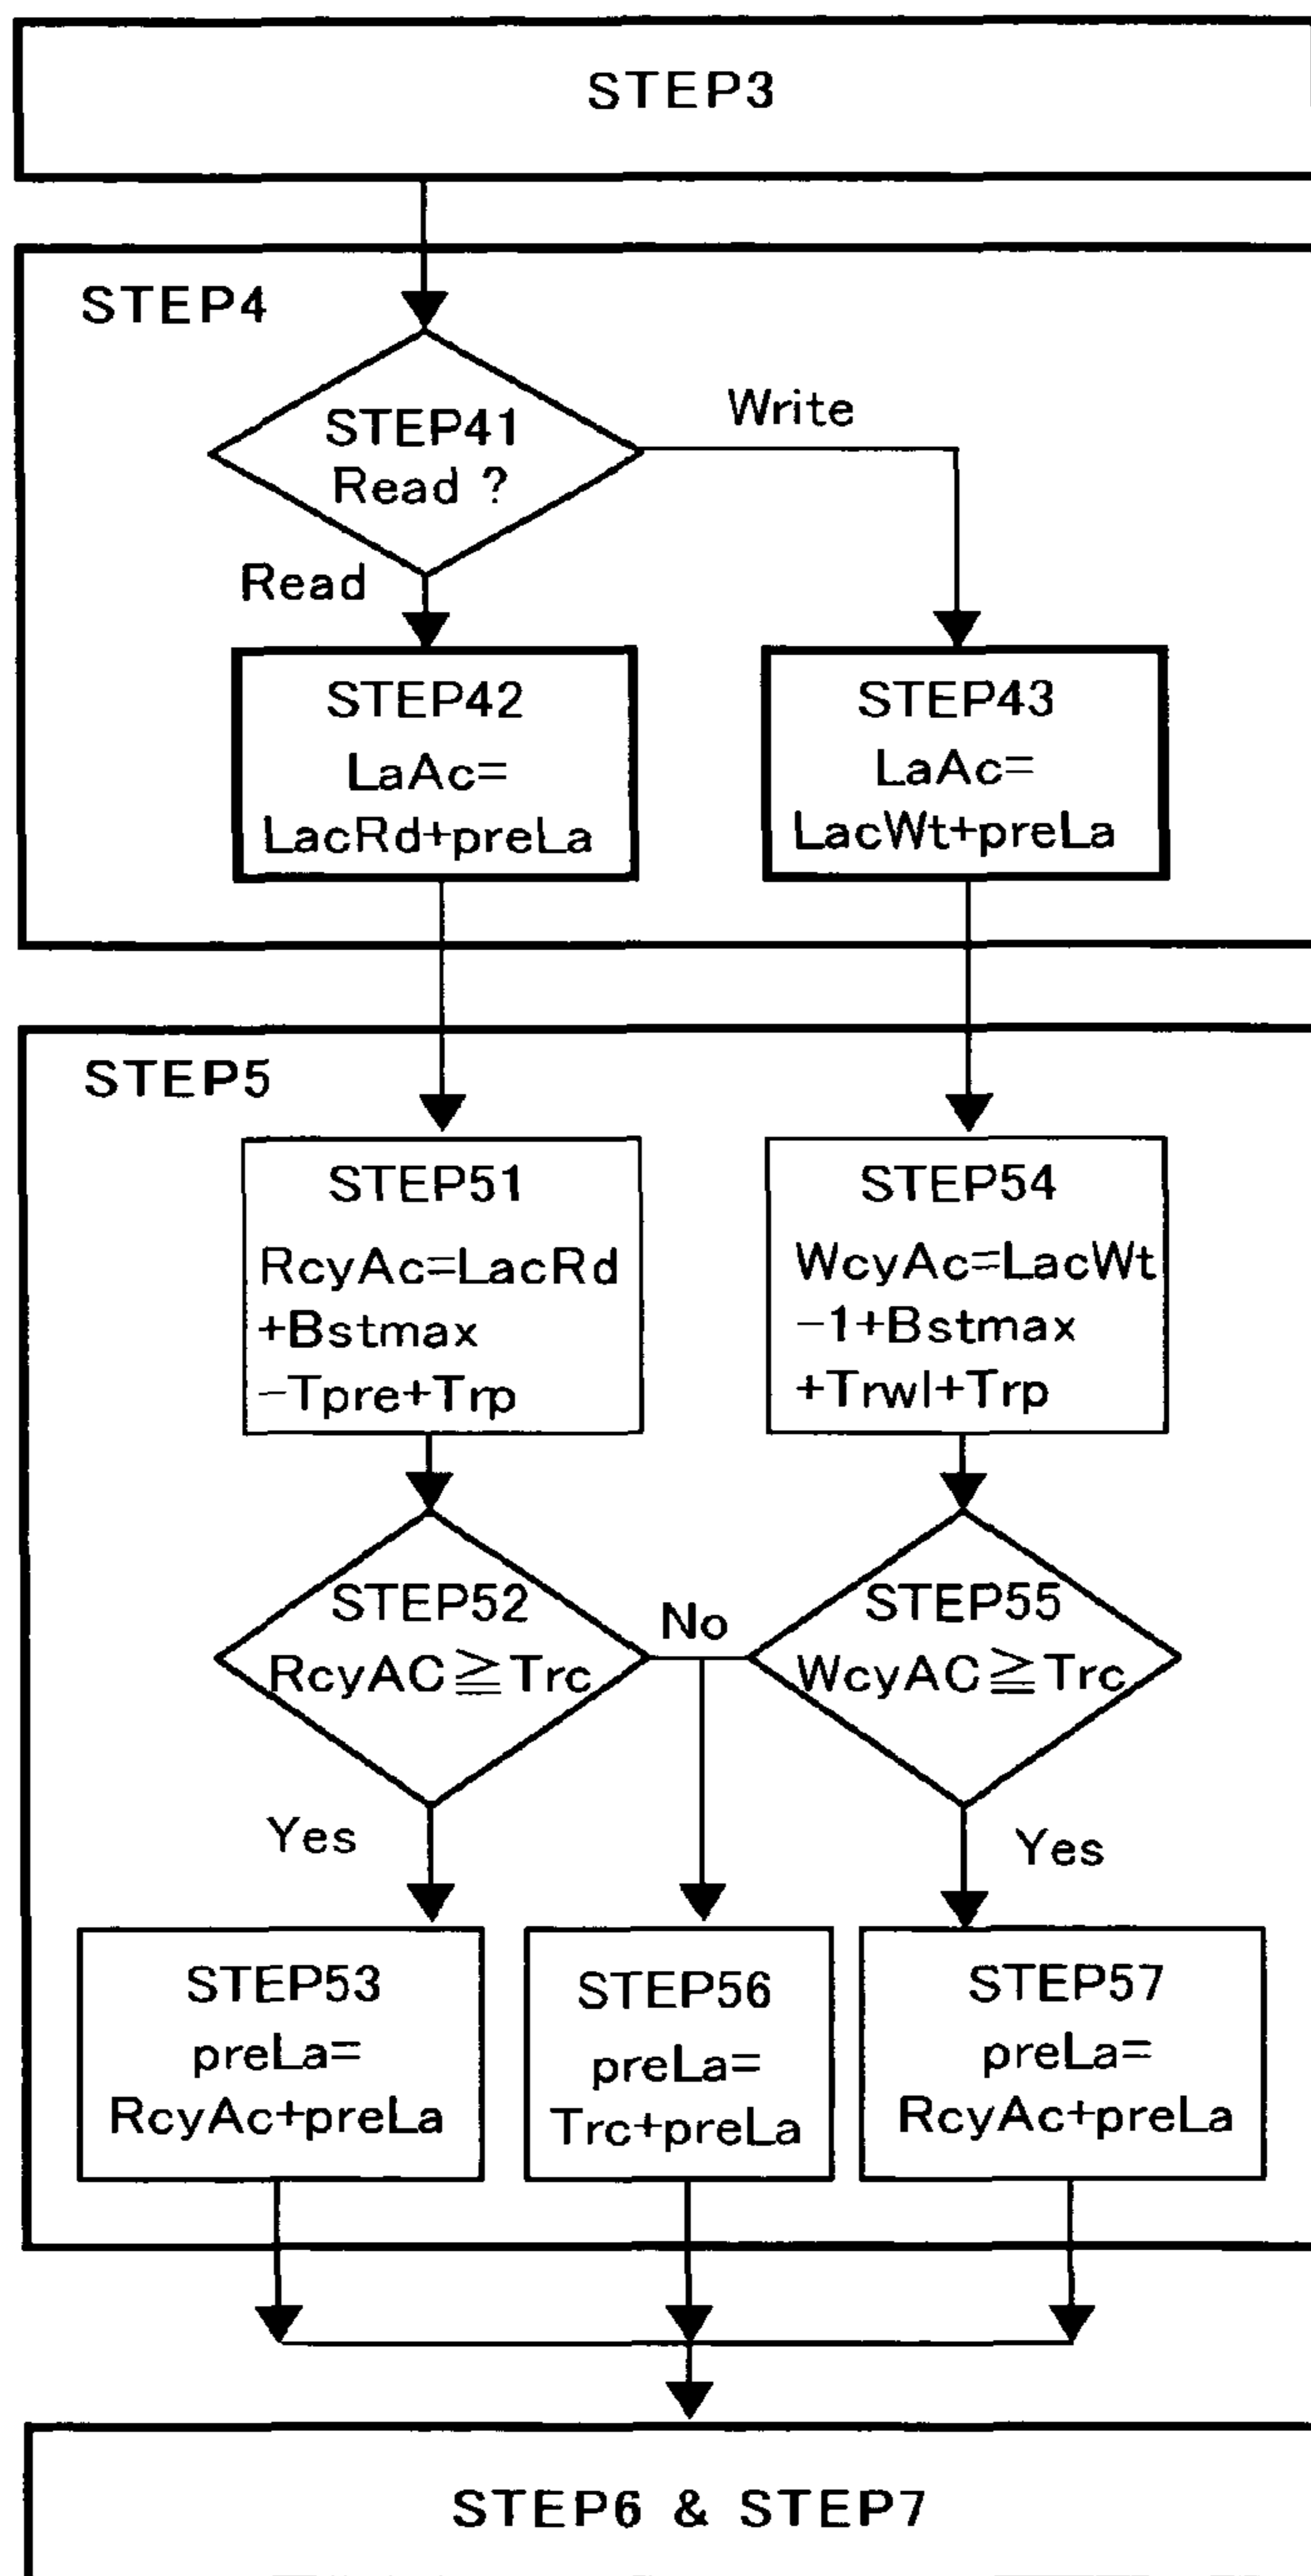 STEP3
STEP4
STEP41
Read ?
Write
Read
STEP42
LaAc=
LacRd+preLa
STEP43
LaAc=
LacWt+preLa
STEP5
STEP51
RcyAc=LacRd
+Bstmax
-Tpre+Trp
STEP54
WcyAc=LacWt
-1+Bstmax
+Trwl+Trp
STEP52
RcyAC≧Trc
No
STEP55
WcyAC≧Trc
Yes
Yes
STEP53
preLa=
RcyAc+preLa
STEP56
preLa=
Trc+preLa
STEP57
preLa=
RcyAc+preLa
STEP6 & STEP7